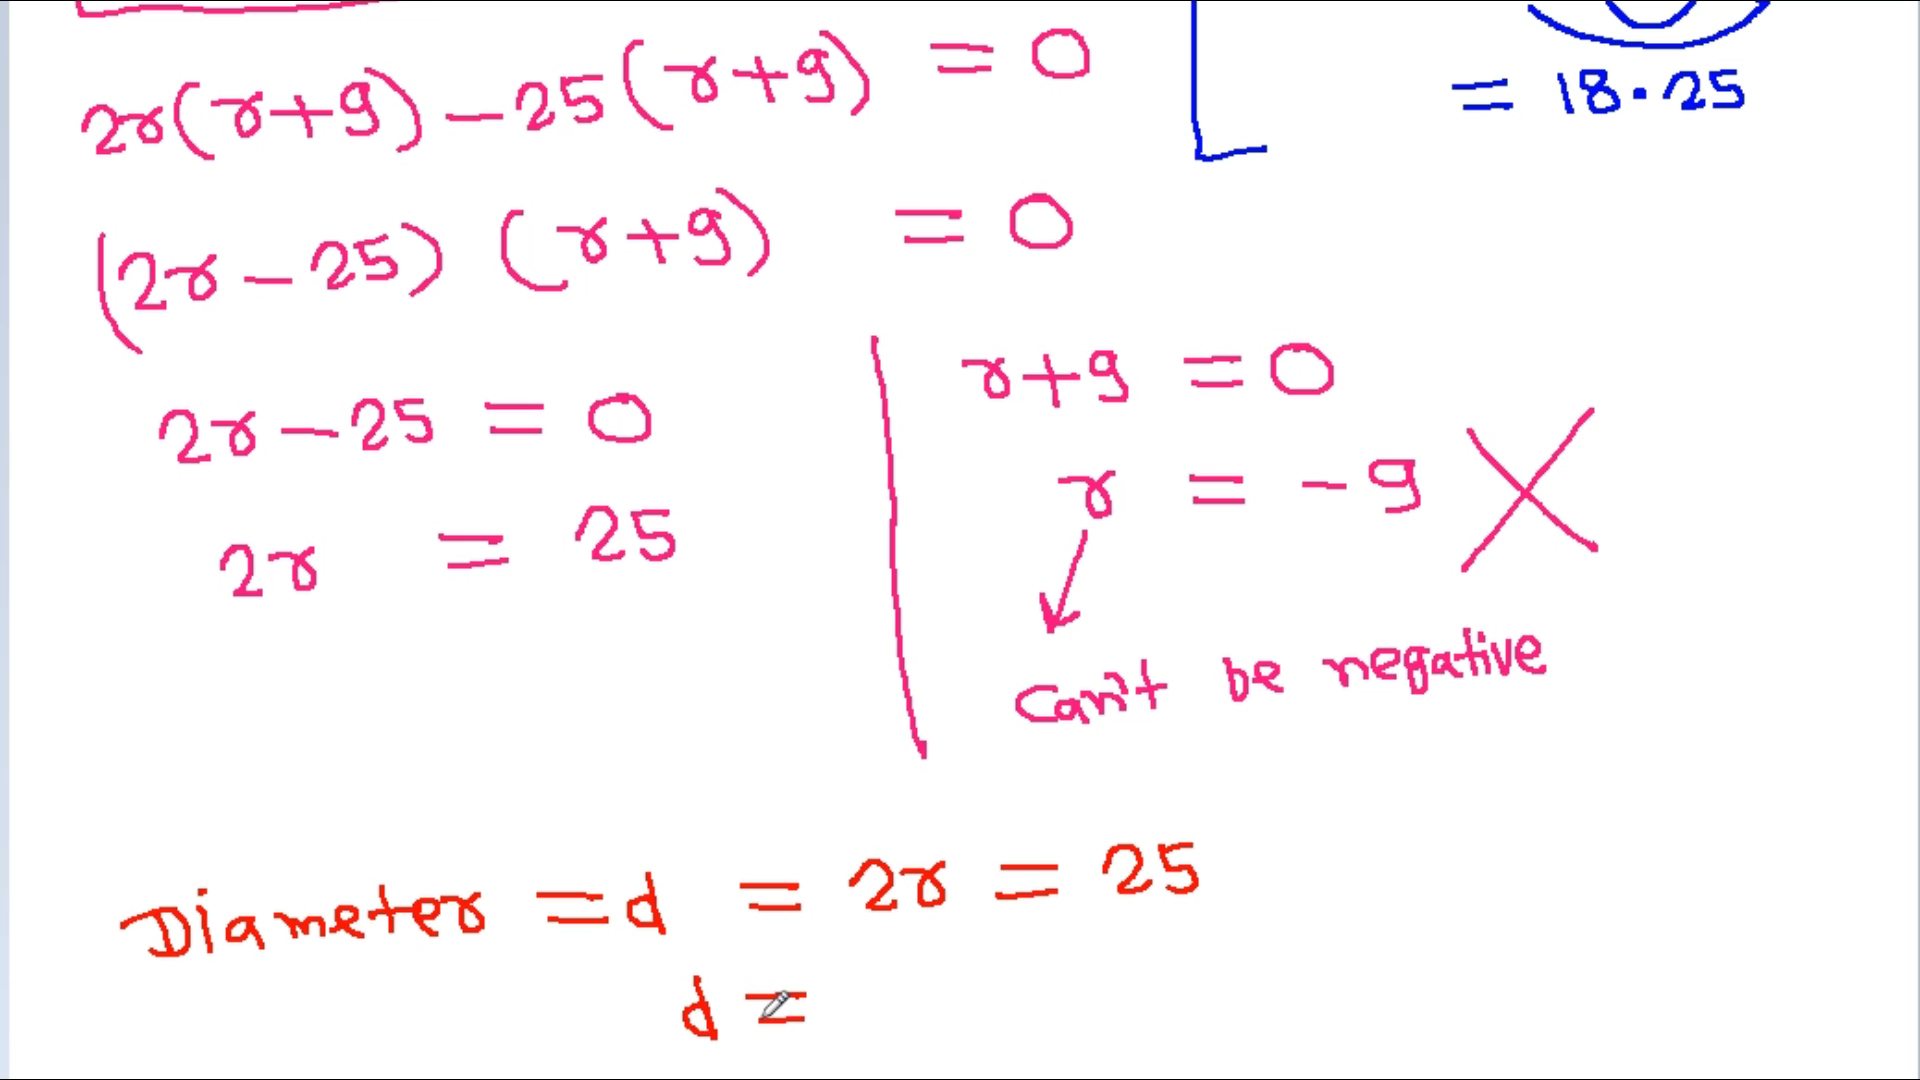 2r(r+9)-25(r+9) = 0
= 18.25
(2r-25) (r+9) = 0
2r-25 = 0
2r = 25
r+9 = 0
r = -9
Can't be negative
Diameter = d = 2r = 25
d =